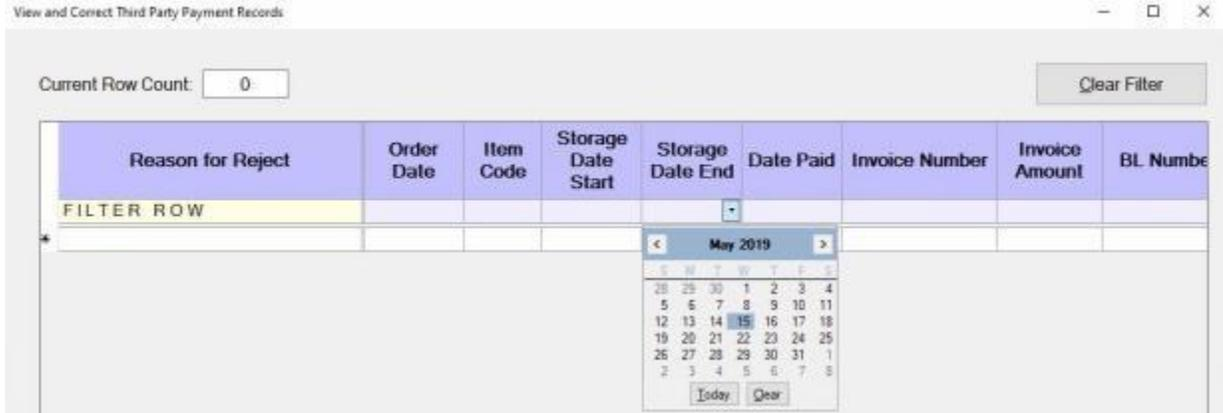 View and Correct Third Party Payment Records
Current Row Count: 0
Clear Filter
Reason for Reject Order Date Item Code Storage Date Start Storage Date End Date Paid Invoice Number Invoice Amount BL Numbe
FILTER ROW
*
< May 2019 >
S M T W T F S
28 29 30 1 2 3 4
5 6 7 8 9 10 11
12 13 14 15 16 17 18
19 20 21 22 23 24 25
26 27 28 29 30 31 1
2 3 4 5 6 7 8
Today Clear